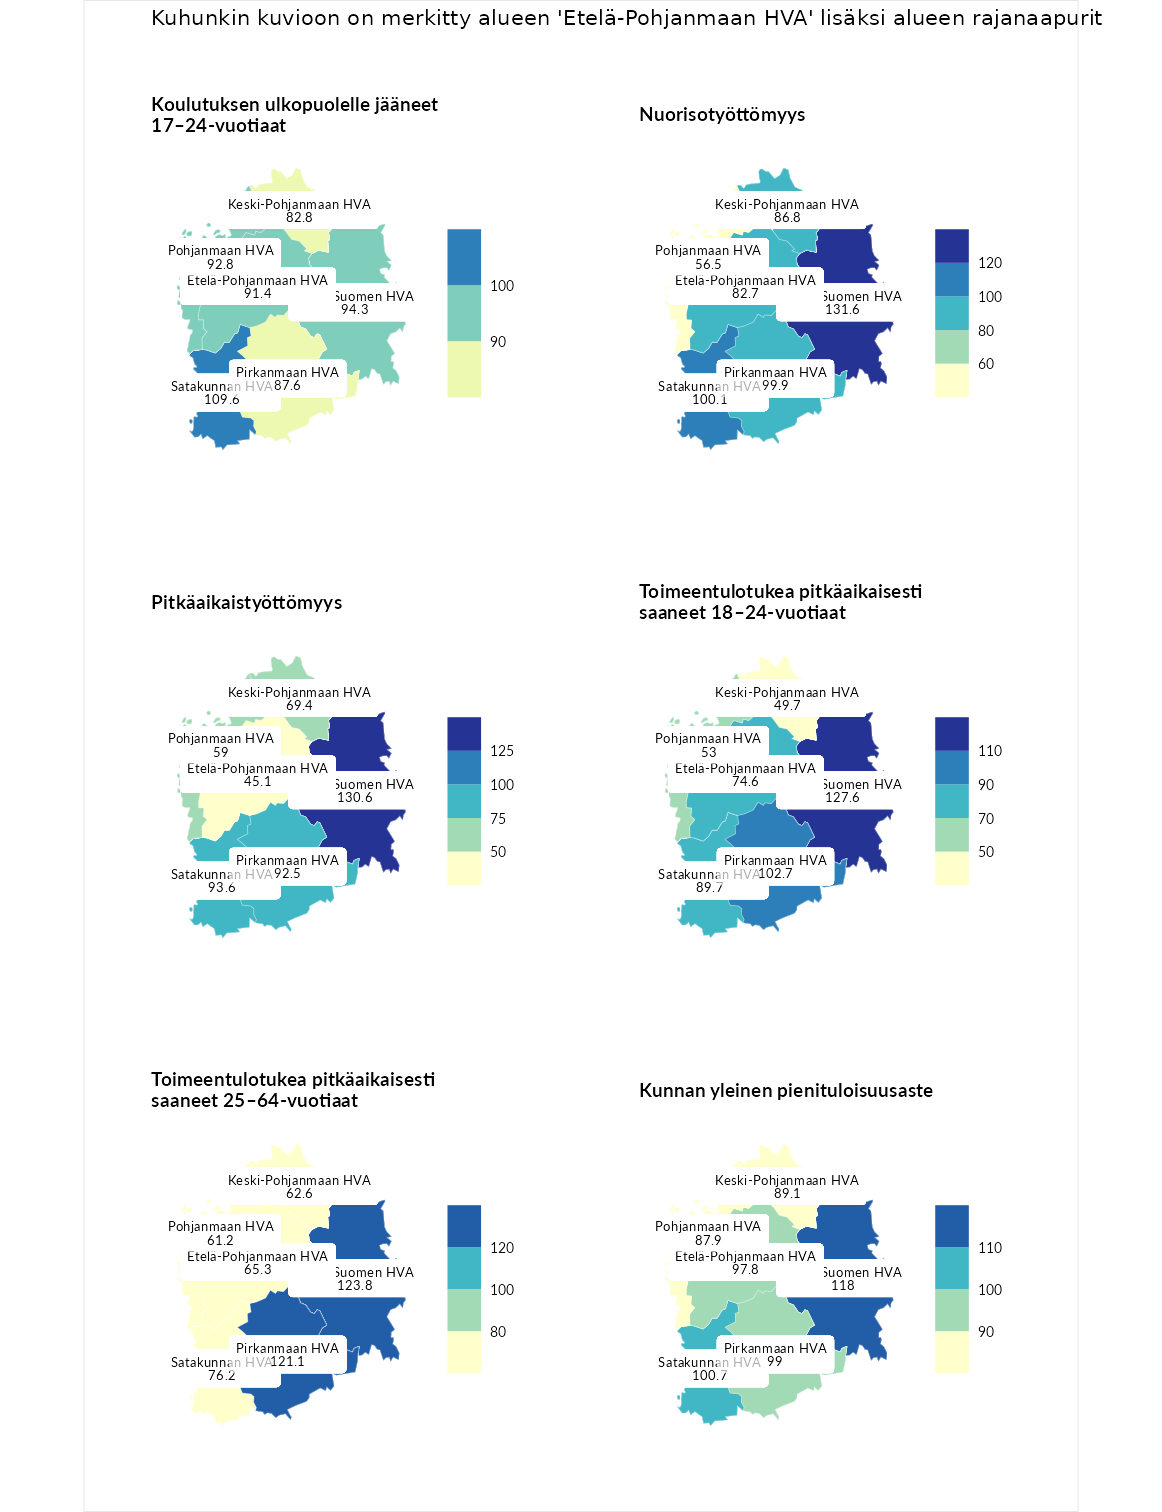 Kuhunkin kuvioon on merkitty alueen 'Etelä-Pohjanmaan HVA' lisäksi alueen rajanaapurit
Koulutuksen ulkopuolelle jääneet
17–24-vuotiaat
Keski-Pohjanmaan HVA
82.8
Pohjanmaan HVA
92.8
Etelä-Pohjanmaan HVA
91.4
Suomen HVA
94.3
Pirkanmaan HVA
87.6
Satakunnan HVA
109.6
100
90
Nuorisotyöttömyys
Keski-Pohjanmaan HVA
86.8
Pohjanmaan HVA
56.5
Etelä-Pohjanmaan HVA
82.7
Suomen HVA
131.6
Pirkanmaan HVA
99.9
Satakunnan HVA
100.1
120
100
80
60
Pitkäaikaistyöttömyys
Keski-Pohjanmaan HVA
69.4
Pohjanmaan HVA
59
Etelä-Pohjanmaan HVA
45.1
Suomen HVA
130.6
Pirkanmaan HVA
92.5
Satakunnan HVA
93.6
125
100
75
50
Toimeentulotukea pitkäaikaisesti
saaneet 18–24-vuotiaat
Keski-Pohjanmaan HVA
49.7
Pohjanmaan HVA
53
Etelä-Pohjanmaan HVA
74.6
Suomen HVA
127.6
Pirkanmaan HVA
102.7
Satakunnan HVA
89.7
110
90
70
50
Toimeentulotukea pitkäaikaisesti
saaneet 25–64-vuotiaat
Keski-Pohjanmaan HVA
62.6
Pohjanmaan HVA
61.2
Etelä-Pohjanmaan HVA
65.3
Suomen HVA
123.8
Pirkanmaan HVA
121.1
Satakunnan HVA
76.2
120
100
80
Kunnan yleinen pienituloisuusaste
Keski-Pohjanmaan HVA
89.1
Pohjanmaan HVA
87.9
Etelä-Pohjanmaan HVA
97.8
Suomen HVA
118
Pirkanmaan HVA
99
Satakunnan HVA
100.7
110
100
90